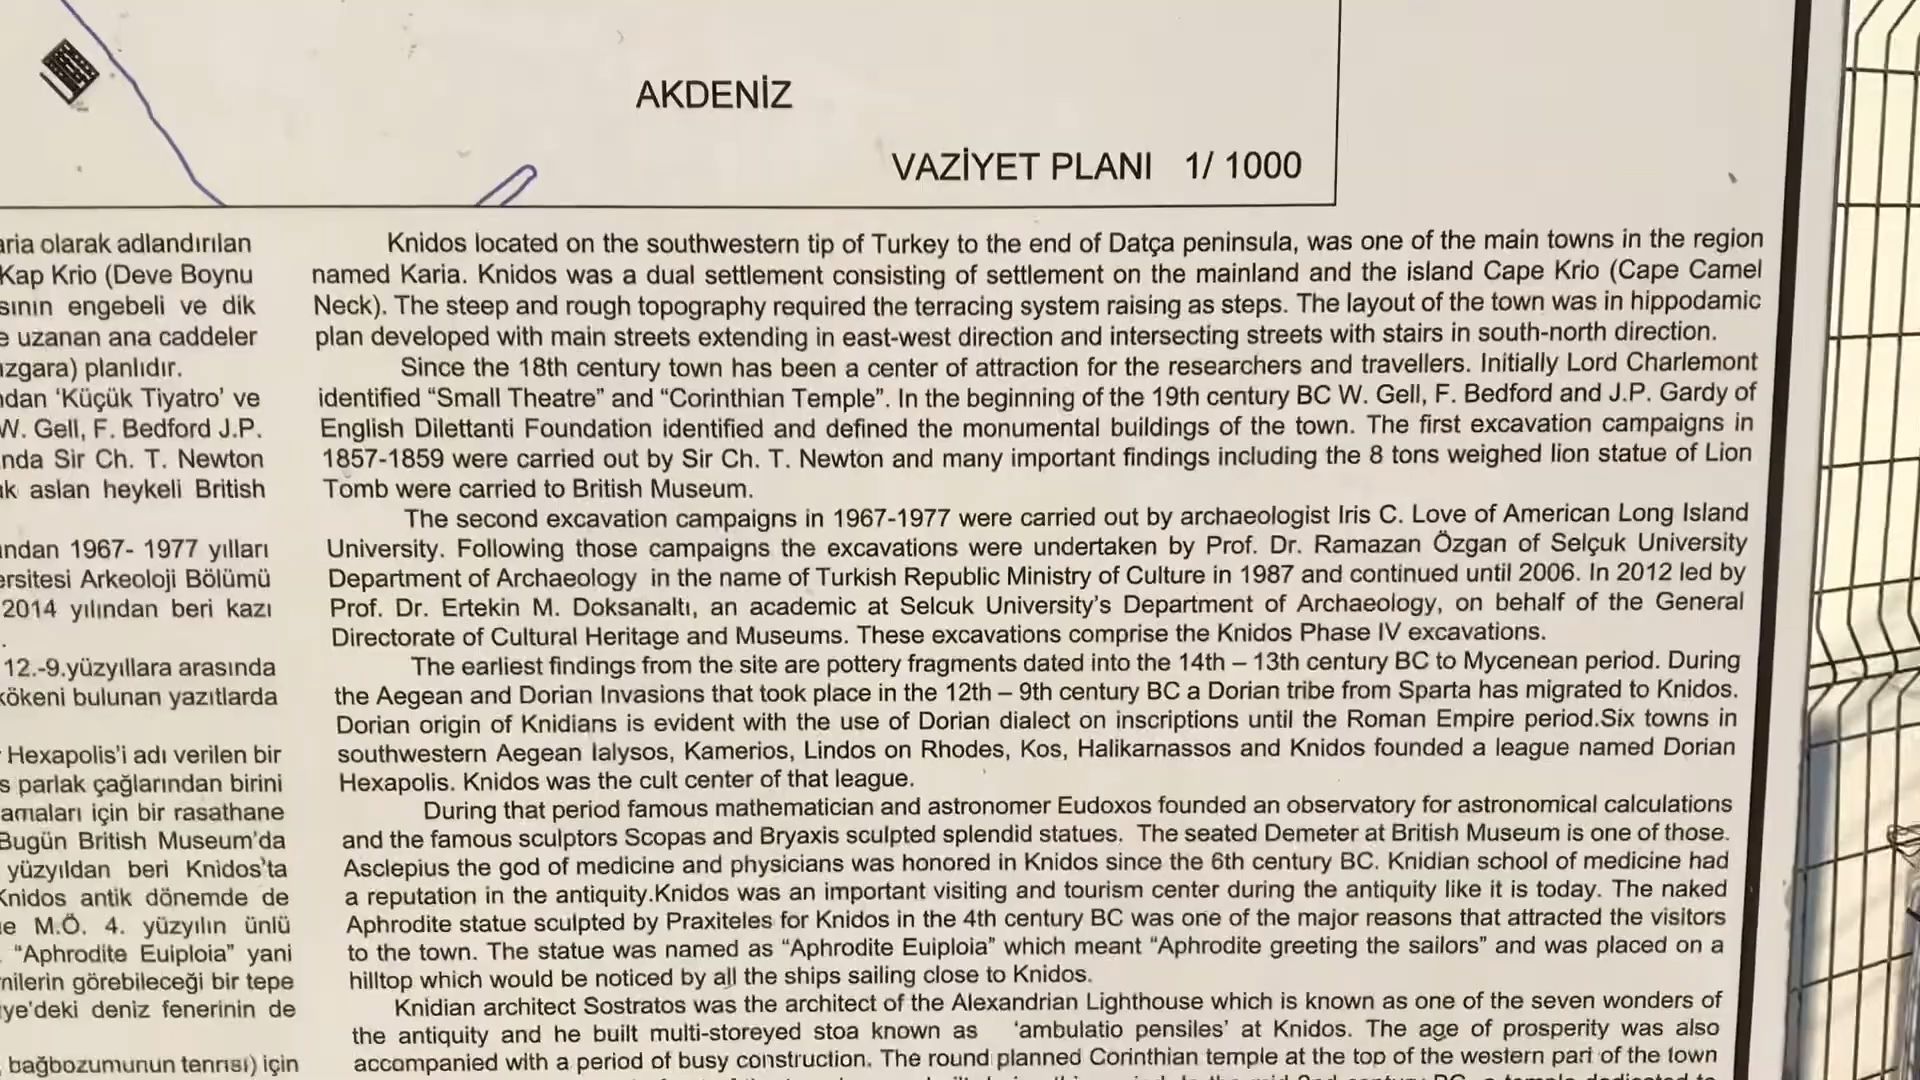 AKDENİZ
VAZİYET PLANI 1/ 1000
aria olarak adlandırılan
Kap Krio (Deve Boynu
sının engebeli ve dik
e uzanan ana caddeler
ızgara) planlıdır.
ndan ‘Küçük Tiyatro’ ve
W. Gell, F. Bedford J.P.
nda Sir Ch. T. Newton
ak aslan heykeli British
ından 1967- 1977 yılları
ersitesi Arkeoloji Bölümü
2014 yılından beri kazı
.
12.-9.yüzyıllara arasında
kökeni bulunan yazıtlarda
Hexapolis’i adı verilen bir
s parlak çağlarından birini
amaları için bir rasathane
Bugün British Museum’da
yüzyıldan beri Knidos’ta
Knidos antik dönemde de
e M.Ö. 4. yüzyılın ünlü
“Aphrodite Euiploia” yani
nilerin görebileceği bir tepe
iye’deki deniz fenerinin de
bağbozumunun tenrısı) için
Knidos located on the southwestern tip of Turkey to the end of Datça peninsula, was one of the main towns in the region
named Karia. Knidos was a dual settlement consisting of settlement on the mainland and the island Cape Krio (Cape Camel
Neck). The steep and rough topography required the terracing system raising as steps. The layout of the town was in hippodamic
plan developed with main streets extending in east-west direction and intersecting streets with stairs in south-north direction.
Since the 18th century town has been a center of attraction for the researchers and travellers. Initially Lord Charlemont
identified “Small Theatre” and “Corinthian Temple”. In the beginning of the 19th century BC W. Gell, F. Bedford and J.P. Gardy of
English Dilettanti Foundation identified and defined the monumental buildings of the town. The first excavation campaigns in
1857-1859 were carried out by Sir Ch. T. Newton and many important findings including the 8 tons weighed lion statue of Lion
Tomb were carried to British Museum.
The second excavation campaigns in 1967-1977 were carried out by archaeologist Iris C. Love of American Long Island
University. Following those campaigns the excavations were undertaken by Prof. Dr. Ramazan Özgan of Selçuk University
Department of Archaeology in the name of Turkish Republic Ministry of Culture in 1987 and continued until 2006. In 2012 led by
Prof. Dr. Ertekin M. Doksanaltı, an academic at Selcuk University’s Department of Archaeology, on behalf of the General
Directorate of Cultural Heritage and Museums. These excavations comprise the Knidos Phase IV excavations.
The earliest findings from the site are pottery fragments dated into the 14th – 13th century BC to Mycenean period. During
the Aegean and Dorian Invasions that took place in the 12th – 9th century BC a Dorian tribe from Sparta has migrated to Knidos.
Dorian origin of Knidians is evident with the use of Dorian dialect on inscriptions until the Roman Empire period.Six towns in
southwestern Aegean Ialysos, Kamerios, Lindos on Rhodes, Kos, Halikarnassos and Knidos founded a league named Dorian
Hexapolis. Knidos was the cult center of that league.
During that period famous mathematician and astronomer Eudoxos founded an observatory for astronomical calculations
and the famous sculptors Scopas and Bryaxis sculpted splendid statues. The seated Demeter at British Museum is one of those.
Asclepius the god of medicine and physicians was honored in Knidos since the 6th century BC. Knidian school of medicine had
a reputation in the antiquity.Knidos was an important visiting and tourism center during the antiquity like it is today. The naked
Aphrodite statue sculpted by Praxiteles for Knidos in the 4th century BC was one of the major reasons that attracted the visitors
to the town. The statue was named as “Aphrodite Euiploia” which meant “Aphrodite greeting the sailors” and was placed on a
hilltop which would be noticed by all the ships sailing close to Knidos.
Knidian architect Sostratos was the architect of the Alexandrian Lighthouse which is known as one of the seven wonders of
the antiquity and he built multi-storeyed stoa known as ‘ambulatio pensiles’ at Knidos. The age of prosperity was also
accompanied with a period of busy construction. The round planned Corinthian temple at the top of the western part of the town